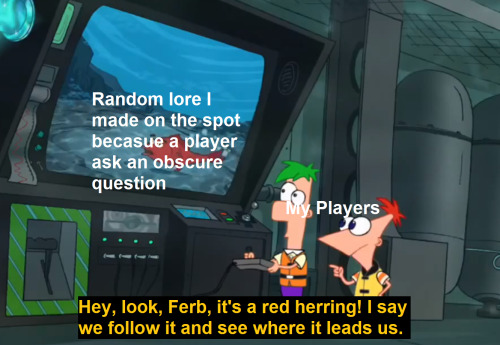 Random lore I
made on the spot
becasue a player
ask an obscure
question
My Players
Hey, look, Ferb, it's a red herring! I say
we follow it and see where it leads us.